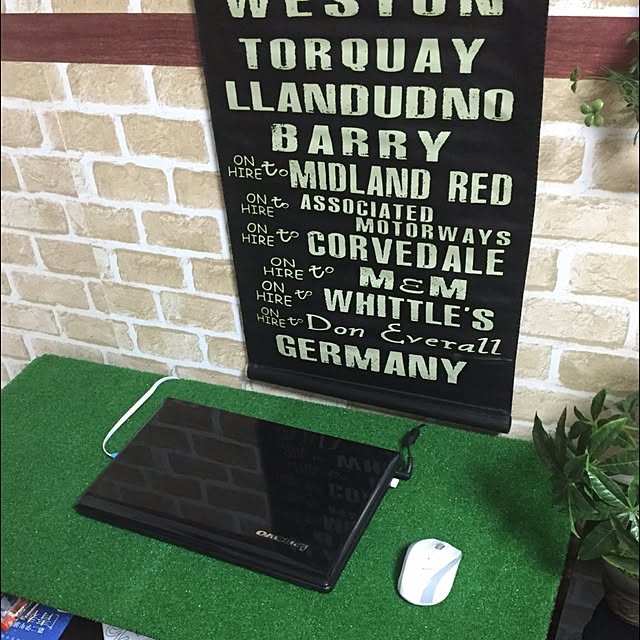 WESTON
TORQUAY
LLANDUDNO
BARRY
ON HIRE to MIDLAND RED
ON HIRE to ASSOCIATED MOTORWAYS
ON HIRE to CORVEDALE
ON HIRE to M&M
ON HIRE to WHITTLE'S
ON HIRE to Don Everall
GERMANY
lenovo